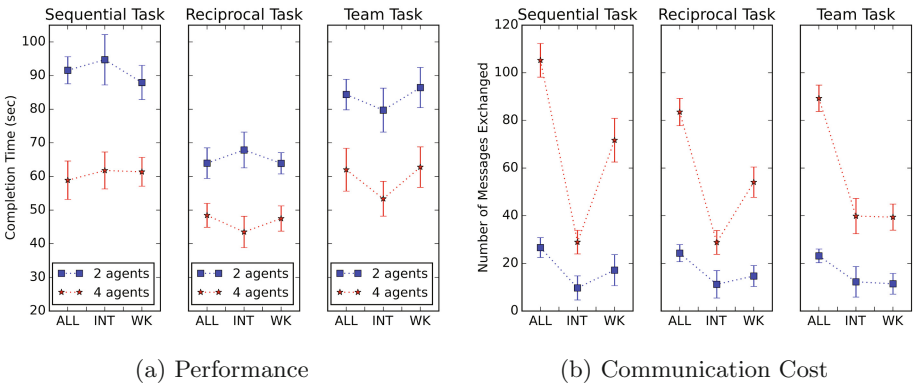 Sequential Task Reciprocal Task Team Task
Completion Time (sec)
100
90
80
70
60
50
40
30
20
2 agents
4 agents
2 agents
4 agents
2 agents
4 agents
ALL INT WK ALL INT WK ALL INT WK
(a) Performance
Sequential Task Reciprocal Task Team Task
Number of Messages Exchanged
120
100
80
60
40
20
0
ALL INT WK ALL INT WK ALL INT WK
(b) Communication Cost